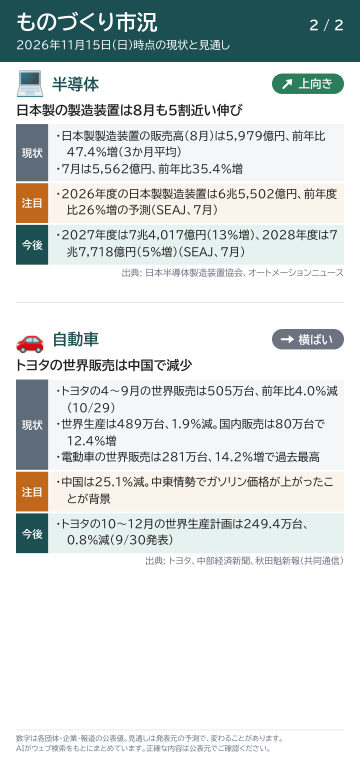 ものづくり市況
2 / 2
2026年11月15日(日)時点の現状と見通し
半導体
上向き
日本製の製造装置は8月も5割近い伸び
現状
・日本製製造装置の販売高(8月)は5,979億円、前年比
47.4%増(3か月平均)
・7月は5,562億円、前年比35.4%増
注目
・2026年度の日本製製造装置は6兆5,502億円、前年度
比26%増の予測(SEAJ、7月)
今後
・2027年度は7兆4,017億円(13%増)、2028年度は7
兆7,718億円(5%増)(SEAJ、7月)
出典: 日本半導体製造装置協会、オートメーションニュース
自動車
横ばい
トヨタの世界販売は中国で減少
現状
・トヨタの4〜9月の世界販売は505万台、前年比4.0%減
(10/29)
・世界生産は489万台、1.9%減。国内販売は80万台で
12.4%増
・電動車の世界販売は281万台、14.2%増で過去最高
注目
・中国は25.1%減。中東情勢でガソリン価格が上がったこ
とが背景
今後
・トヨタの10〜12月の世界生産計画は249.4万台、
0.8%減(9/30発表)
出典: トヨタ、中部経済新聞、秋田魁新報(共同通信)
数字は各団体・企業・報道の公表値。見通しは発表元の予測で、変わることがあります。
AIがウェブ検索をもとにまとめています。正確な内容は公表元でご確認ください。